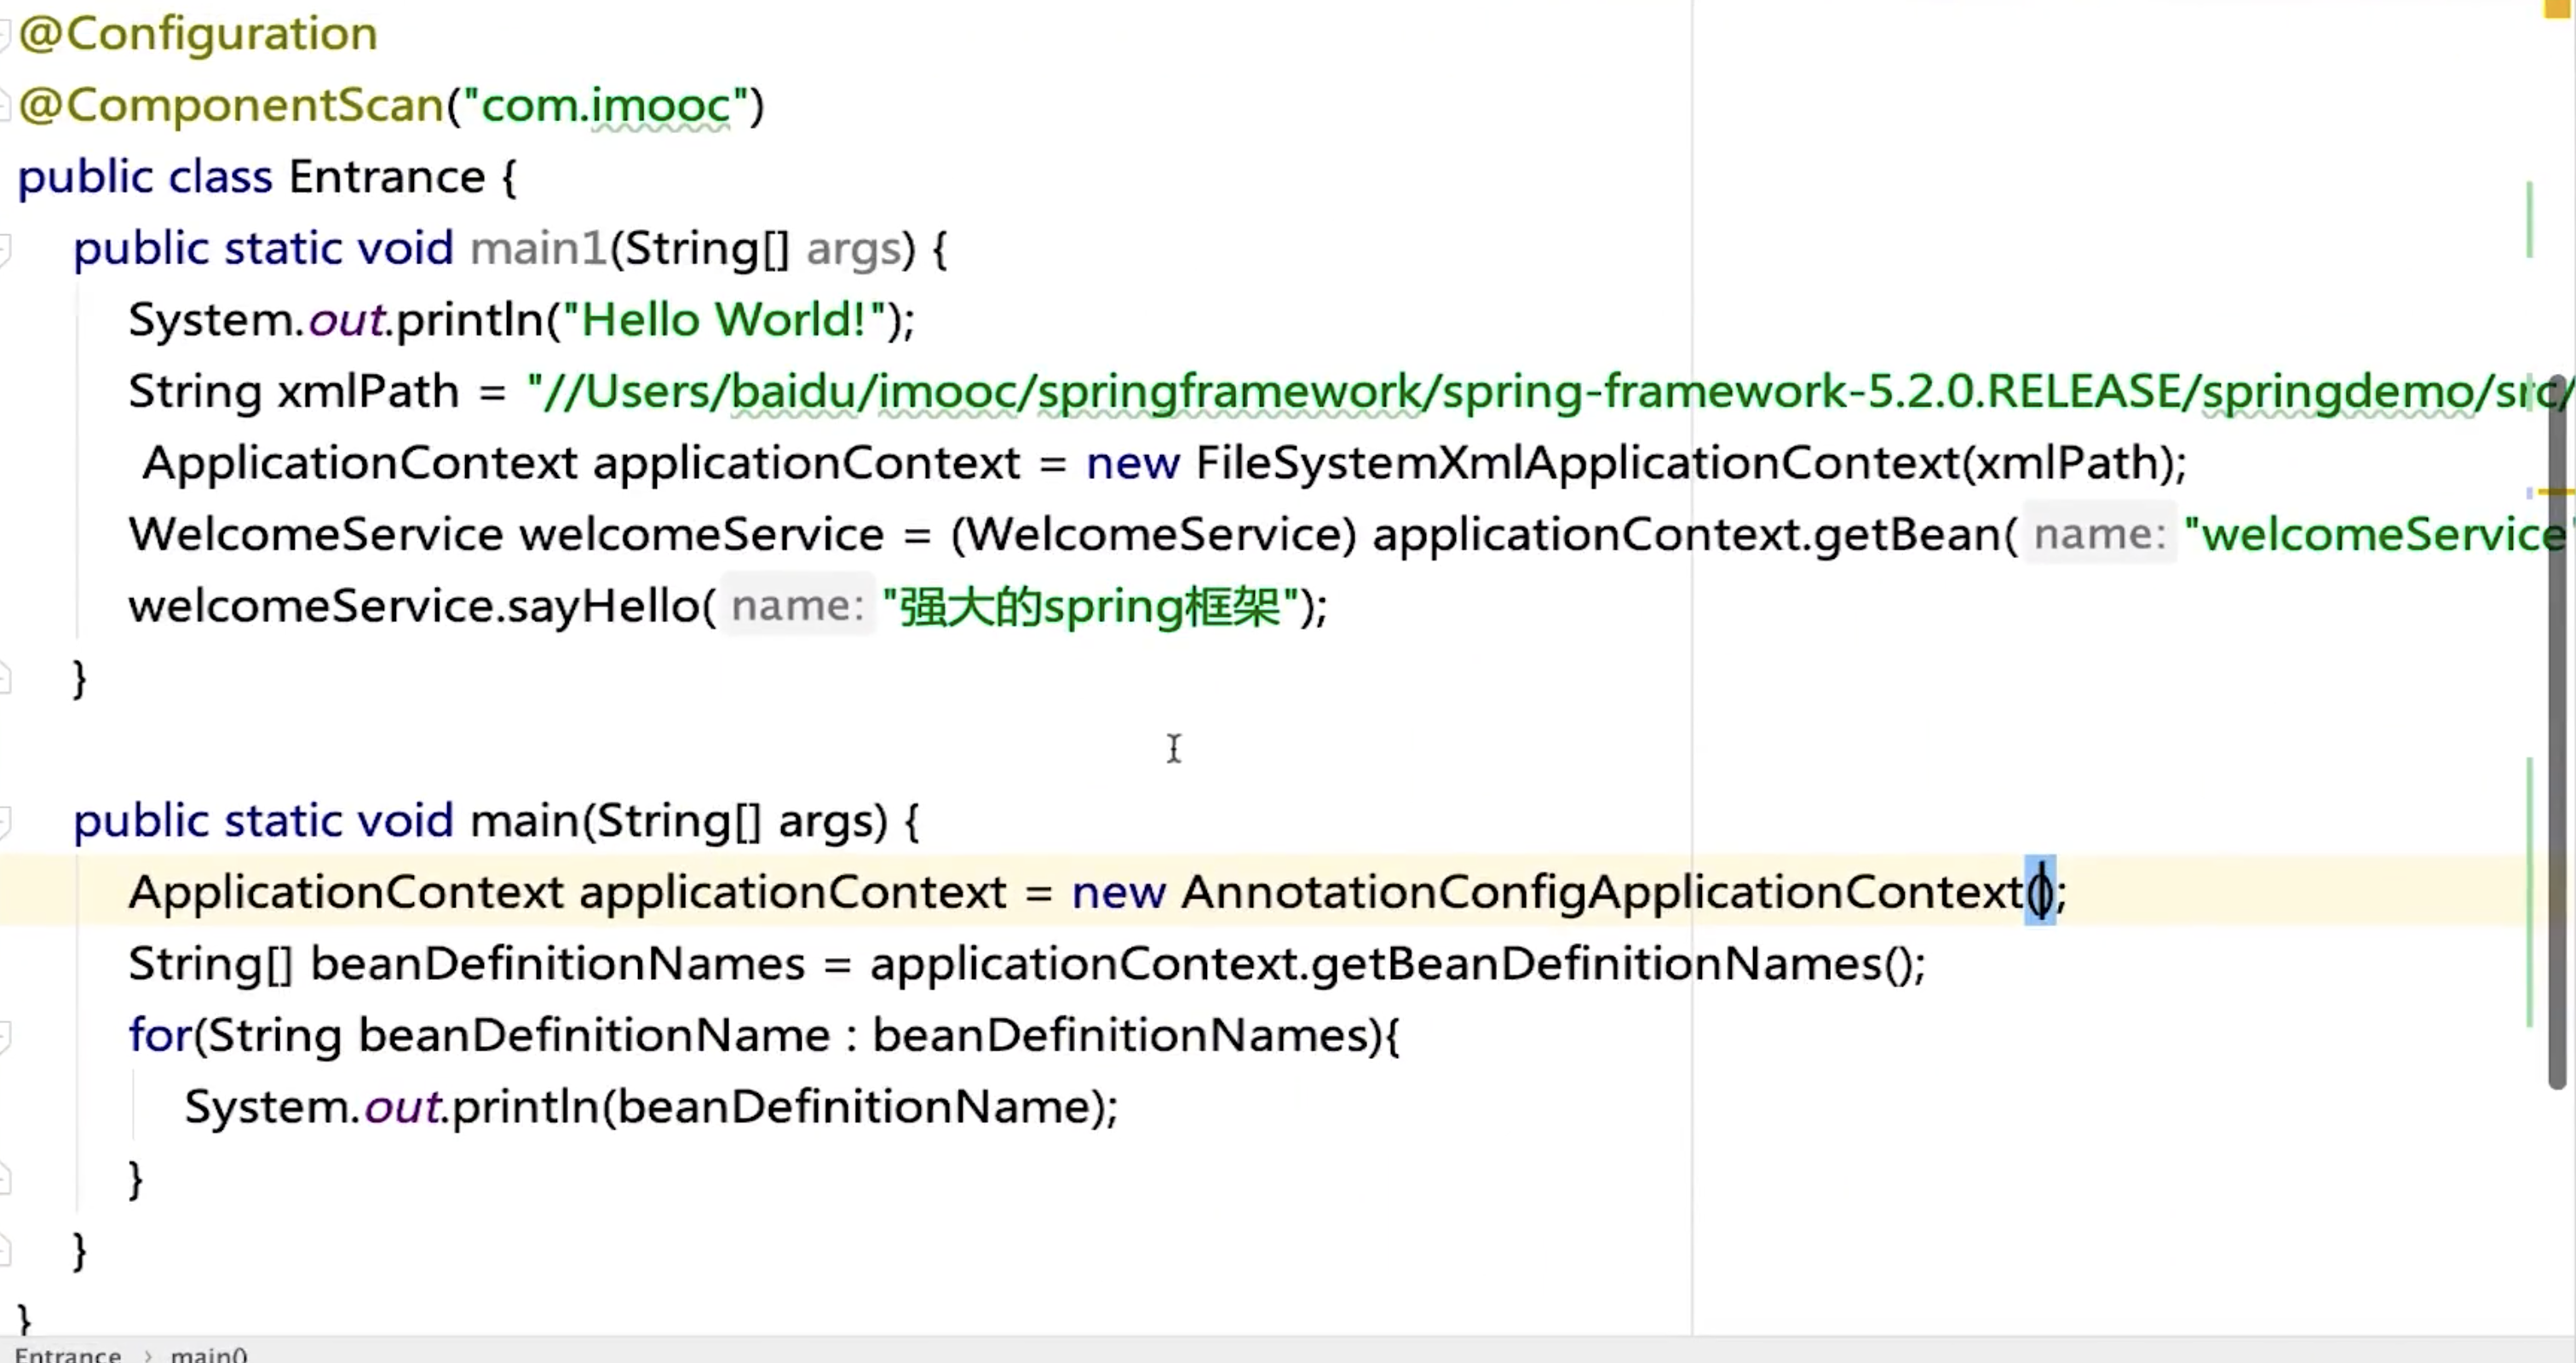 @Configuration
@ComponentScan("com.imooc")
public class Entrance {
public static void main1(String[] args) {
System.out.println("Hello World!");
String xmlPath = "//Users/baidu/imooc/springframework/spring-framework-5.2.0.RELEASE/springdemo/src/
ApplicationContext applicationContext = new FileSystemXmlApplicationContext(xmlPath);
WelcomeService welcomeService = (WelcomeService) applicationContext.getBean( name: "welcomeService"
welcomeService.sayHello( name: "强大的spring框架");
}
public static void main(String[] args) {
ApplicationContext applicationContext = new AnnotationConfigApplicationContext();
String[] beanDefinitionNames = applicationContext.getBeanDefinitionNames();
for(String beanDefinitionName : beanDefinitionNames){
System.out.println(beanDefinitionName);
}
}
}
Entrance › main()